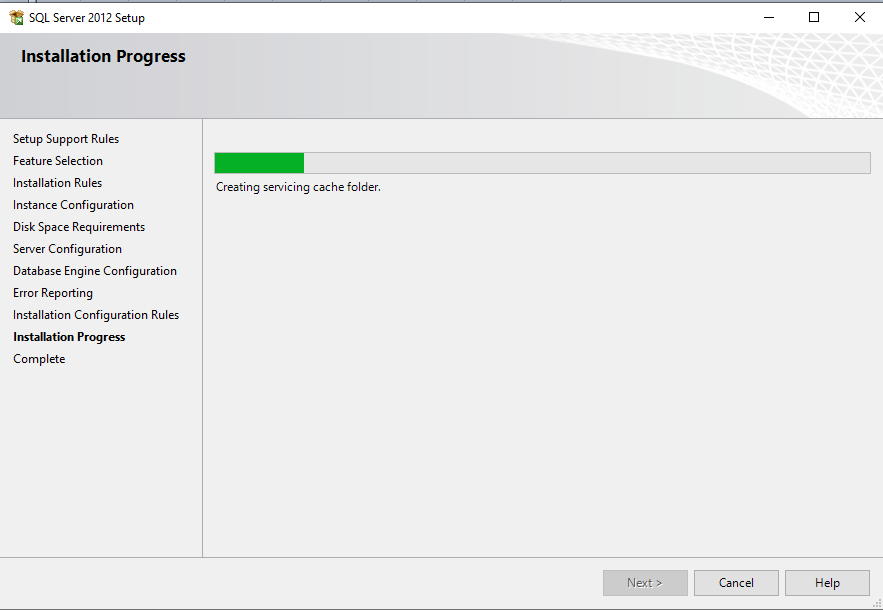 SQL Server 2012 Setup
Installation Progress
Setup Support Rules
Feature Selection
Installation Rules
Instance Configuration
Disk Space Requirements
Server Configuration
Database Engine Configuration
Error Reporting
Installation Configuration Rules
Installation Progress
Complete
Creating servicing cache folder.
Next >
Cancel
Help